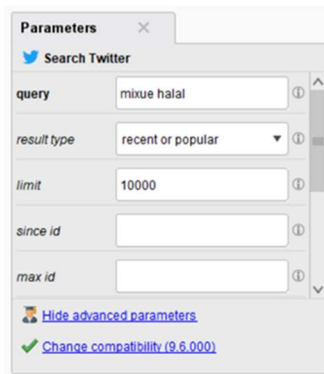 Parameters
Search Twitter
query mixue halal
result type recent or popular
limit 10000
since id
max id
Hide advanced parameters
Change compatibility (9.6.000)